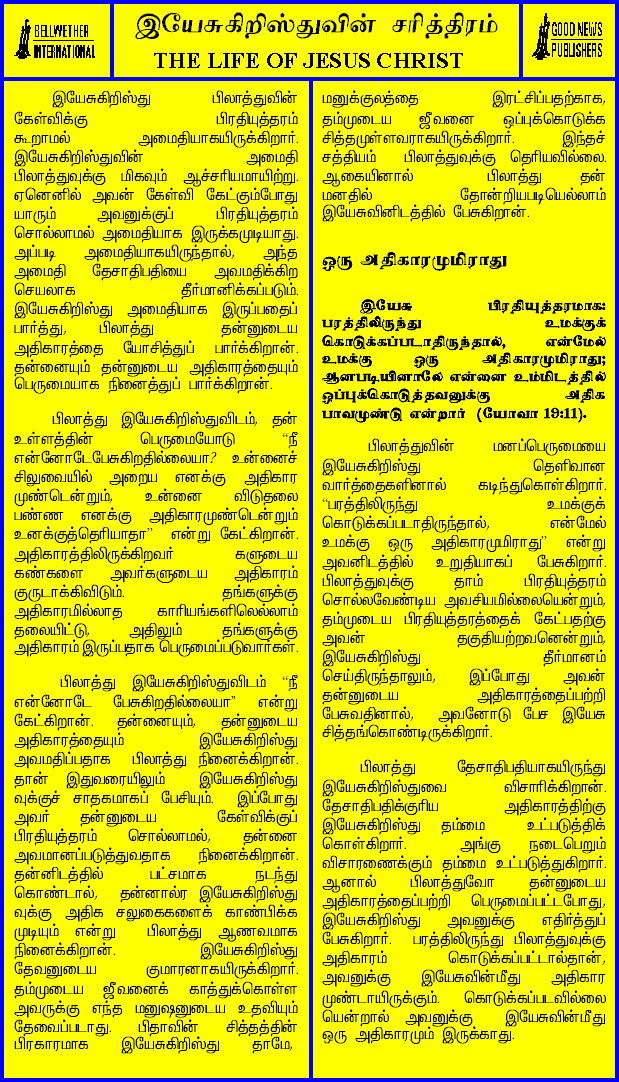 BELLWETHER
INTERNATIONAL
இயேசுகிறிஸ்துவின் சரித்திரம்
THE LIFE OF JESUS CHRIST
GOOD NEWS
PUBLISHERS
இயேசுகிறிஸ்து பிலாத்துவின்
கேள்விக்கு பிரதியுத்தரம்
கூறாமல் அமைதியாகயிருக்கிறார்.
இயேசுகிறிஸ்துவின் அமைதி
பிலாத்துவுக்கு மிகவும் ஆச்சரியமாயிற்று.
ஏனெனில் அவன் கேள்வி கேட்கும்போது
யாரும் அவனுக்குப் பிரதியுத்தரம்
சொல்லாமல் அமைதியாக இருக்கமுடியாது.
அப்படி அமைதியாகயிருந்தால், அந்த
அமைதி தேசாதிபதியை அவமதிக்கிற
செயலாக தீர்மானிக்கப்படும்.
இயேசுகிறிஸ்து அமைதியாக இருப்பதைப்
பார்த்து, பிலாத்து தன்னுடைய
அதிகாரத்தை யோசித்துப் பார்க்கிறான்.
தன்னையும் தன்னுடைய அதிகாரத்தையும்
பெருமையாக நினைத்துப் பார்க்கிறான்.
பிலாத்து இயேசுகிறிஸ்துவிடம், தன்
உள்ளத்தின் பெருமையோடு “நீ
என்னோடேபேசுகிறதில்லையா? உன்னைச்
சிலுவையில் அறைய எனக்கு அதிகார
முண்டென்றும், உன்னை விடுதலை
பண்ண எனக்கு அதிகாரமுண்டென்றும்
உனக்குத்தெரியாதா” என்று கேட்கிறான்.
அதிகாரத்திலிருக்கிறவர் களுடைய
கண்களை அவர்களுடைய அதிகாரம்
குருடாக்கிவிடும். தங்களுக்கு
அதிகாரமில்லாத காரியங்களிலெல்லாம்
தலையிட்டு, அதிலும் தங்களுக்கு
அதிகாரம் இருப்பதாக பெருமைப்படுவார்கள்.
பிலாத்து இயேசுகிறிஸ்துவிடம் “நீ
என்னோடே பேசுகிறதில்லையா” என்று
கேட்கிறான். தன்னையும், தன்னுடைய
அதிகாரத்தையும் இயேசுகிறிஸ்து
அவமதிப்பதாக பிலாத்து நினைக்கிறான்.
தான் இதுவரையிலும் இயேசுகிறிஸ்து
வுக்குச் சாதகமாகப் பேசியும். இப்போது
அவர் தன்னுடைய கேள்விக்குப்
பிரதியுத்தரம் சொல்லாமல், தன்னை
அவமானப்படுத்துவதாக நினைக்கிறான்.
தன்னிடத்தில் பட்சமாக நடந்து
கொண்டால், தன்னால்ர இயேசுகிறிஸ்து
வுக்கு அதிக சலுகைகளைக் காண்பிக்க
முடியும் என்று பிலாத்து ஆணவமாக
நினைக்கிறான். இயேசுகிறிஸ்து
தேவனுடைய குமாரனாகயிருக்கிறார்.
தம்முடைய ஜீவனைக் காத்துக்கொள்ள
அவருக்கு எந்த மனுஷனுடைய உதவியும்
தேவைப்படாது. பிதாவின் சித்தத்தின்
பிரகாரமாக இயேசுகிறிஸ்து தாமே,
மனுக்குலத்தை இரட்சிப்பதற்காக,
தம்முடைய ஜீவனை ஒப்புக்கொடுக்க
சித்தமுள்ளவராகயிருக்கிறார். இந்தச்
சத்தியம் பிலாத்துவுக்கு தெரியவில்லை.
ஆகையினால் பிலாத்து தன்
மனதில் தோன்றியபடியெல்லாம்
இயேசுவினிடத்தில் பேசுகிறான்.
ஒரு அதிகாரமுமிராது
இயேசு பிரதியுத்தரமாக:
பரத்திலிருந்து உமக்குக்
கொடுக்கப்படாதிருந்தால், என்மேல்
உமக்கு ஒரு அதிகாரமுமிராது;
ஆனபடியினாலே என்னை உம்மிடத்தில்
ஒப்புக்கொடுத்தவனுக்கு அதிக
பாவமுண்டு என்றார் (யோவா 19:11).
பிலாத்துவின் மனப்பெருமையை
இயேசுகிறிஸ்து தெளிவான
வார்த்தைகளினால் கடிந்துகொள்கிறார்.
“பரத்திலிருந்து உமக்குக்
கொடுக்கப்படாதிருந்தால், என்மேல்
உமக்கு ஒரு அதிகாரமுமிராது” என்று
அவனிடத்தில் உறுதியாகப் பேசுகிறார்.
பிலாத்துவுக்கு தாம் பிரதியுத்தரம்
சொல்லவேண்டிய அவசியமில்லையென்றும்,
தம்முடைய பிரதியுத்தரத்தைக் கேட்பதற்கு
அவன் தகுதியற்றவனென்றும்,
இயேசுகிறிஸ்து தீர்மானம்
செய்திருந்தாலும், இப்போது அவன்
தன்னுடைய அதிகாரத்தைப்பற்றி
பேசுவதினால், அவனோடு பேச இயேசு
சித்தங்கொண்டிருக்கிறார்.
பிலாத்து தேசாதிபதியாகயிருந்து
இயேசுகிறிஸ்துவை விசாரிக்கிறான்.
தேசாதிபதிக்குரிய அதிகாரத்திற்கு
இயேசுகிறிஸ்து தம்மை உட்படுத்திக்
கொள்கிறார். அங்கு நடைபெறும்
விசாரணைக்கும் தம்மை உட்படுத்துகிறார்.
ஆனால் பிலாத்துவோ தன்னுடைய
அதிகாரத்தைப்பற்றி பெருமைப்பட்டபோது,
இயேசுகிறிஸ்து அவனுக்கு எதிர்த்துப்
பேசுகிறார். பரத்திலிருந்து பிலாத்துவுக்கு
அதிகாரம் கொடுக்கப்பட்டால்தான்,
அவனுக்கு இயேசுவின்மீது அதிகார
முண்டாயிருக்கும். கொடுக்கப்படவில்லை
யென்றால் அவனுக்கு இயேசுவின்மீது
ஒரு அதிகாரமும் இருக்காது.